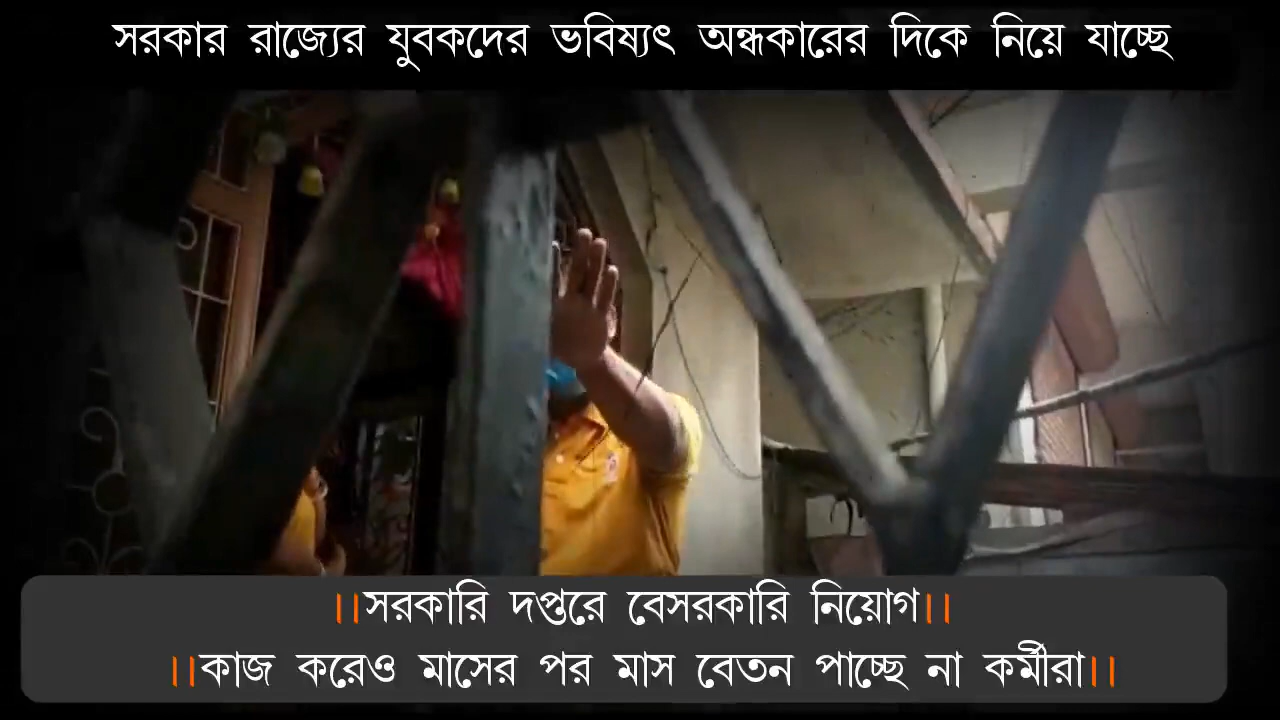 সরকার রাজ্যের যুবকদের ভবিষ্যৎ অন্ধকারের দিকে নিয়ে যাচ্ছে
।।সরকারি দপ্তরে বেসরকারি নিয়োগ।।
।।কাজ করেও মাসের পর মাস বেতন পাচ্ছে না কর্মীরা।।